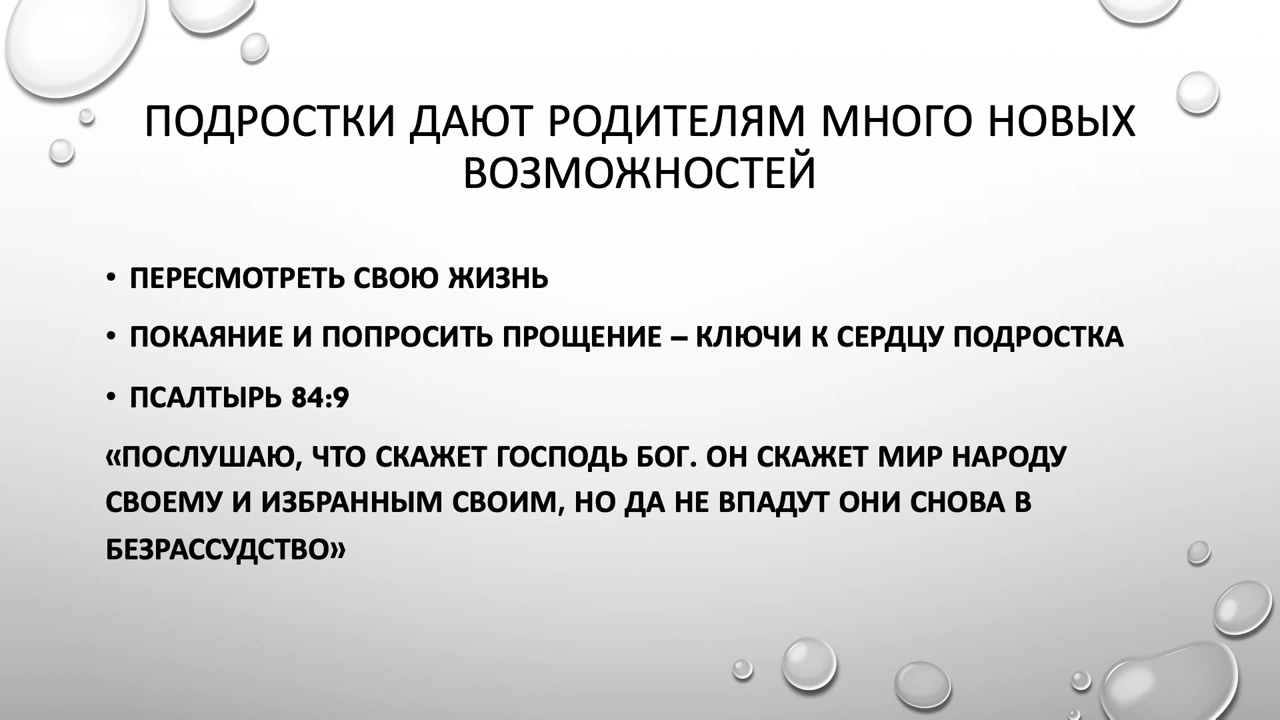 ПОДРОСТКИ ДАЮТ РОДИТЕЛЯМ МНОГО НОВЫХ
ВОЗМОЖНОСТЕЙ
• ПЕРЕСМОТРЕТЬ СВОЮ ЖИЗНЬ
• ПОКАЯНИЕ И ПОПРОСИТЬ ПРОЩЕНИЕ – КЛЮЧИ К СЕРДЦУ ПОДРОСТКА
• ПСАЛТЫРЬ 84:9
«ПОСЛУШАЮ, ЧТО СКАЖЕТ ГОСПОДЬ БОГ. ОН СКАЖЕТ МИР НАРОДУ
СВОЕМУ И ИЗБРАННЫМ СВОИМ, НО ДА НЕ ВПАДУТ ОНИ СНОВА В
БЕЗРАССУДСТВО»